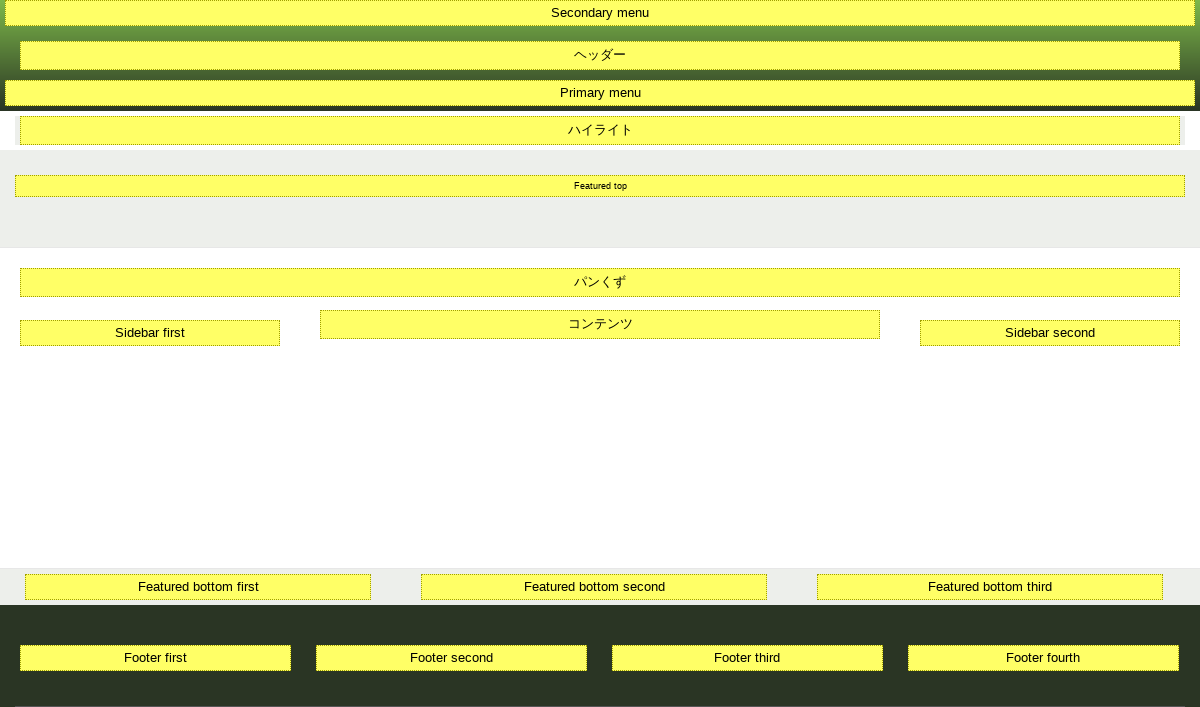 Secondary menu
ヘッダー
Primary menu
ハイライト
Featured top
パンくず
Sidebar first
コンテンツ
Sidebar second
Featured bottom first
Featured bottom second
Featured bottom third
Footer first
Footer second
Footer third
Footer fourth